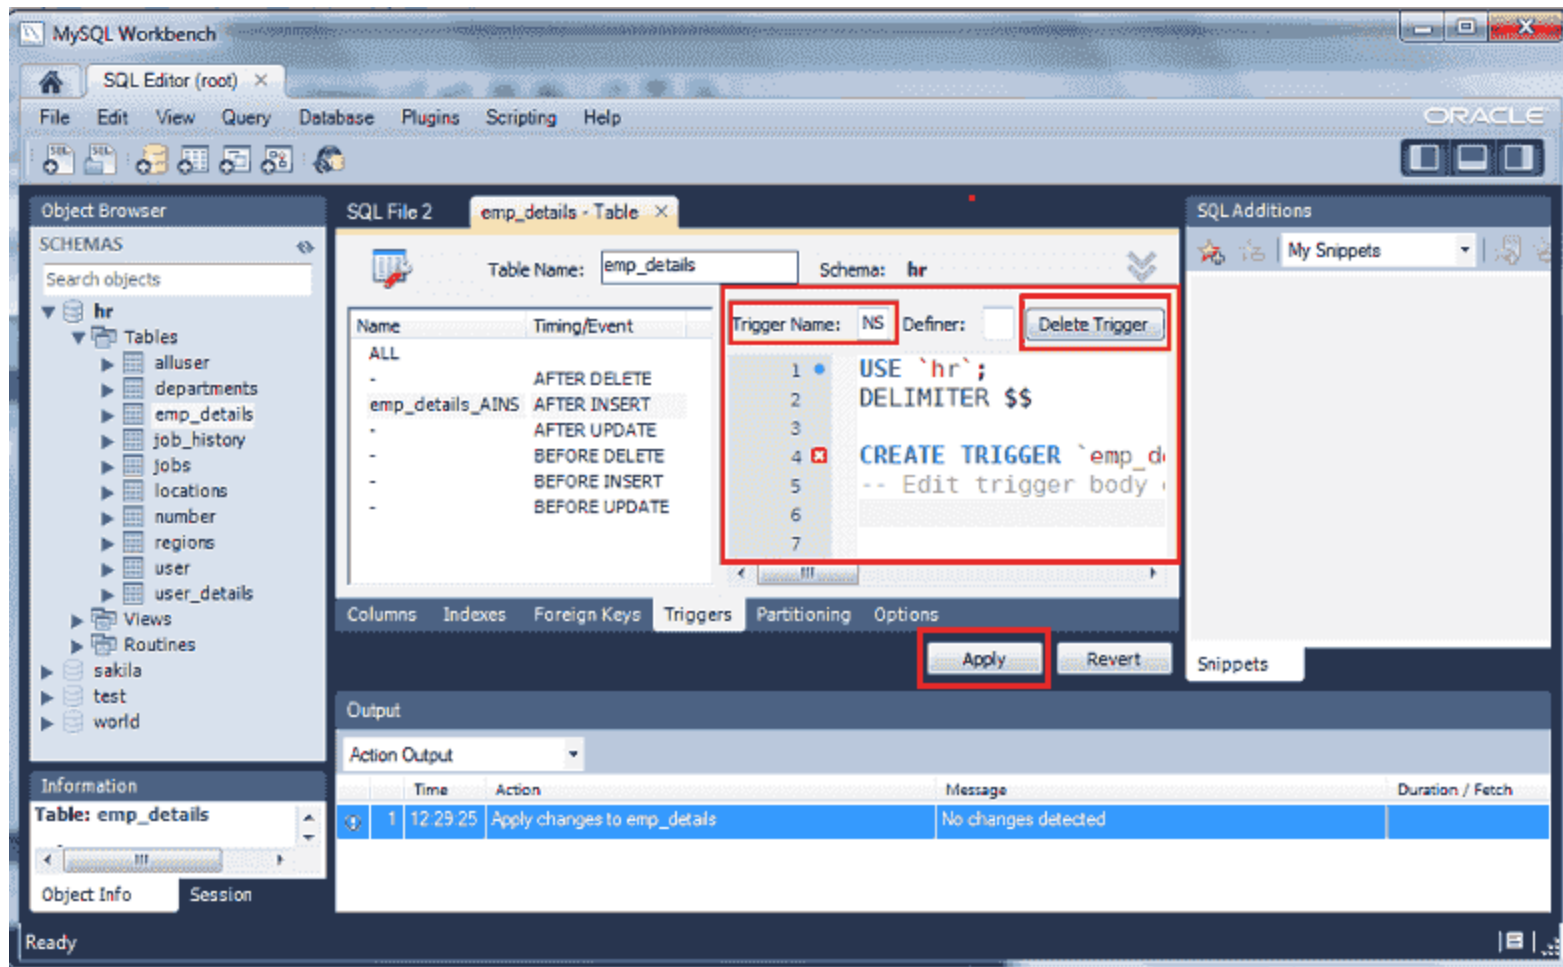 MySQL Workbench
SQL Editor (root)
File Edit View Query Database Plugins Scripting Help
ORACLE
Object Browser
SCHEMAS
Search objects
hr
Tables
alluser
departments
emp_details
job_history
jobs
locations
number
regions
user
user_details
Views
Routines
sakila
test
world
Information
Table: emp_details
Object Info Session
SQL File 2 emp_details - Table
Table Name: emp_details Schema: hr
Name Timing/Event
ALL
- AFTER DELETE
emp_details_AINS AFTER INSERT
- AFTER UPDATE
- BEFORE DELETE
- BEFORE INSERT
- BEFORE UPDATE
Trigger Name: NS Definer: Delete Trigger
1 USE `hr`;
2 DELIMITER $$
3
4 CREATE TRIGGER `emp_d
5 -- Edit trigger body
6
7
Columns Indexes Foreign Keys Triggers Partitioning Options
Apply Revert
SQL Additions
My Snippets
Snippets
Output
Action Output
Time Action Message Duration / Fetch
1 12:29:25 Apply changes to emp_details No changes detected
Ready